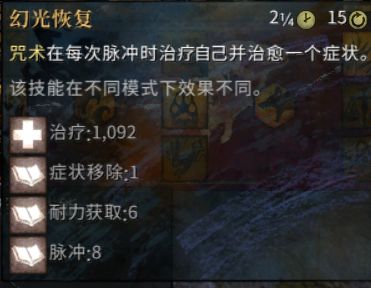 幻光恢复 2¼ 15
咒术在每次脉冲时治疗自己并治愈一个症状。
该技能在不同模式下效果不同。
治疗:1,092
症状移除:1
耐力获取:6
脉冲:8